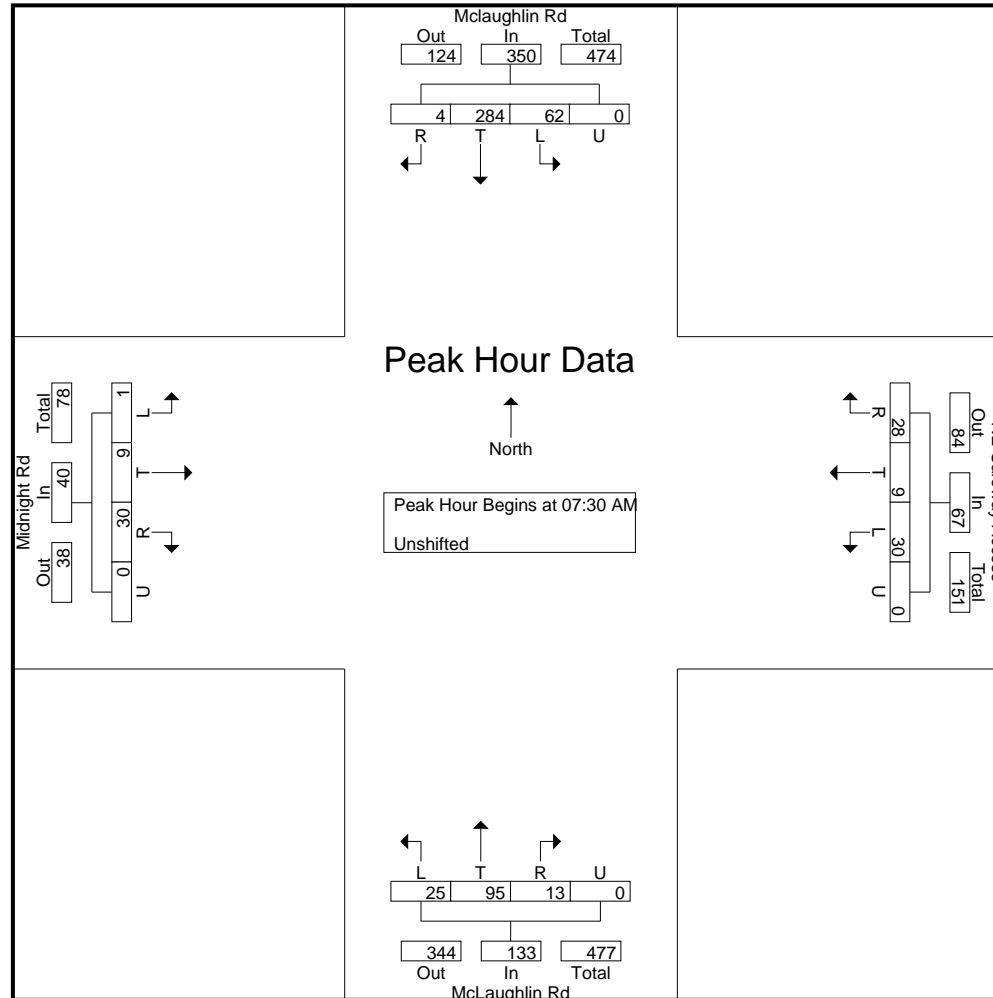 Mclaughlin Rd
Out In Total
124 350 474
4 284 62 0
R T L U
Peak Hour Data
North
Peak Hour Begins at 07:30 AM
Unshifted
Midnight Rd
Out In Total
38 40 78
1 9 30 0
L T R U
Out In Total
84 67 151
28 9 30 0
R T L U
L T R U
25 95 13 0
344 133 477
Out In Total
McLaughlin Rd